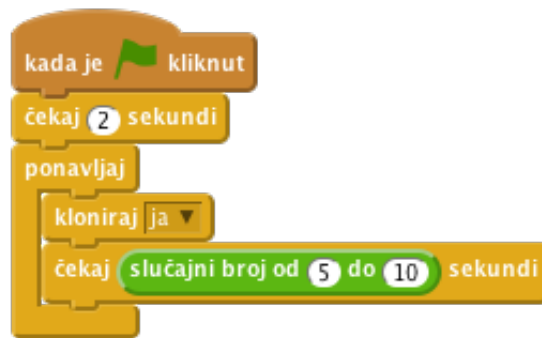 kada je kliknut
čekaj 2 sekundi
ponavljaj
kloniraj ja
čekaj slučajni broj od 5 do 10 sekundi